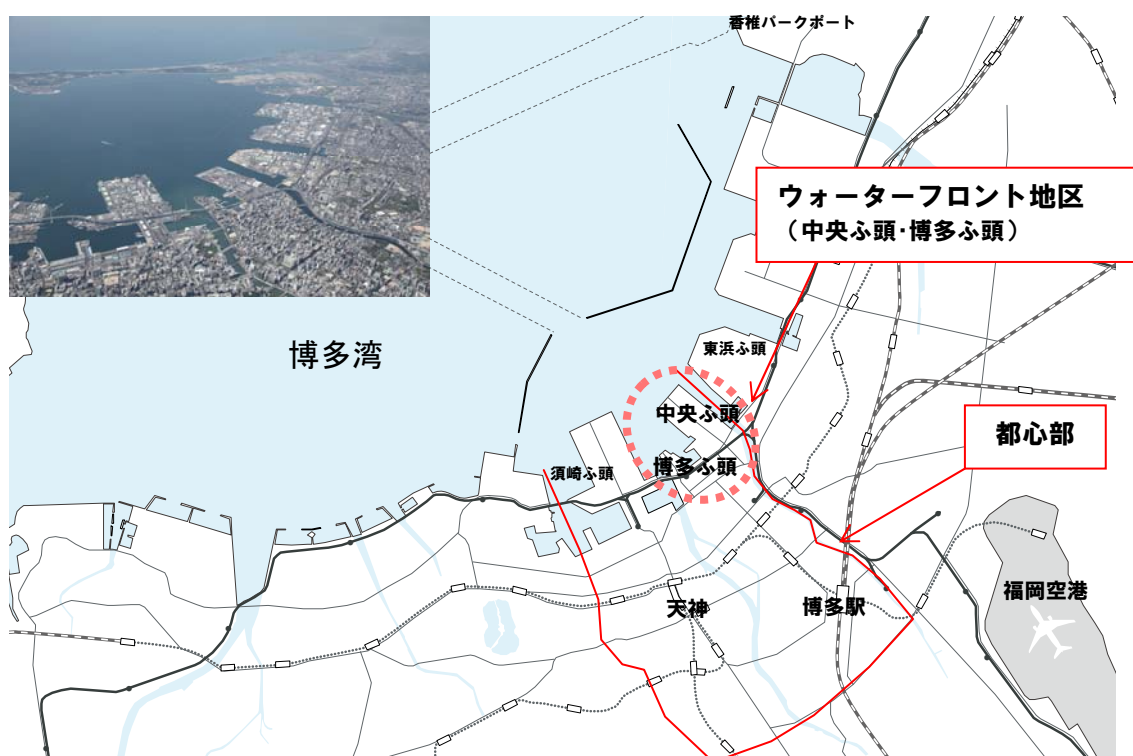 香椎パークポート
ウォーターフロント地区
（中央ふ頭･博多ふ頭）
博多湾
東浜ふ頭
中央ふ頭
都心部
博多ふ頭
須崎ふ頭
福岡空港
天神
博多駅